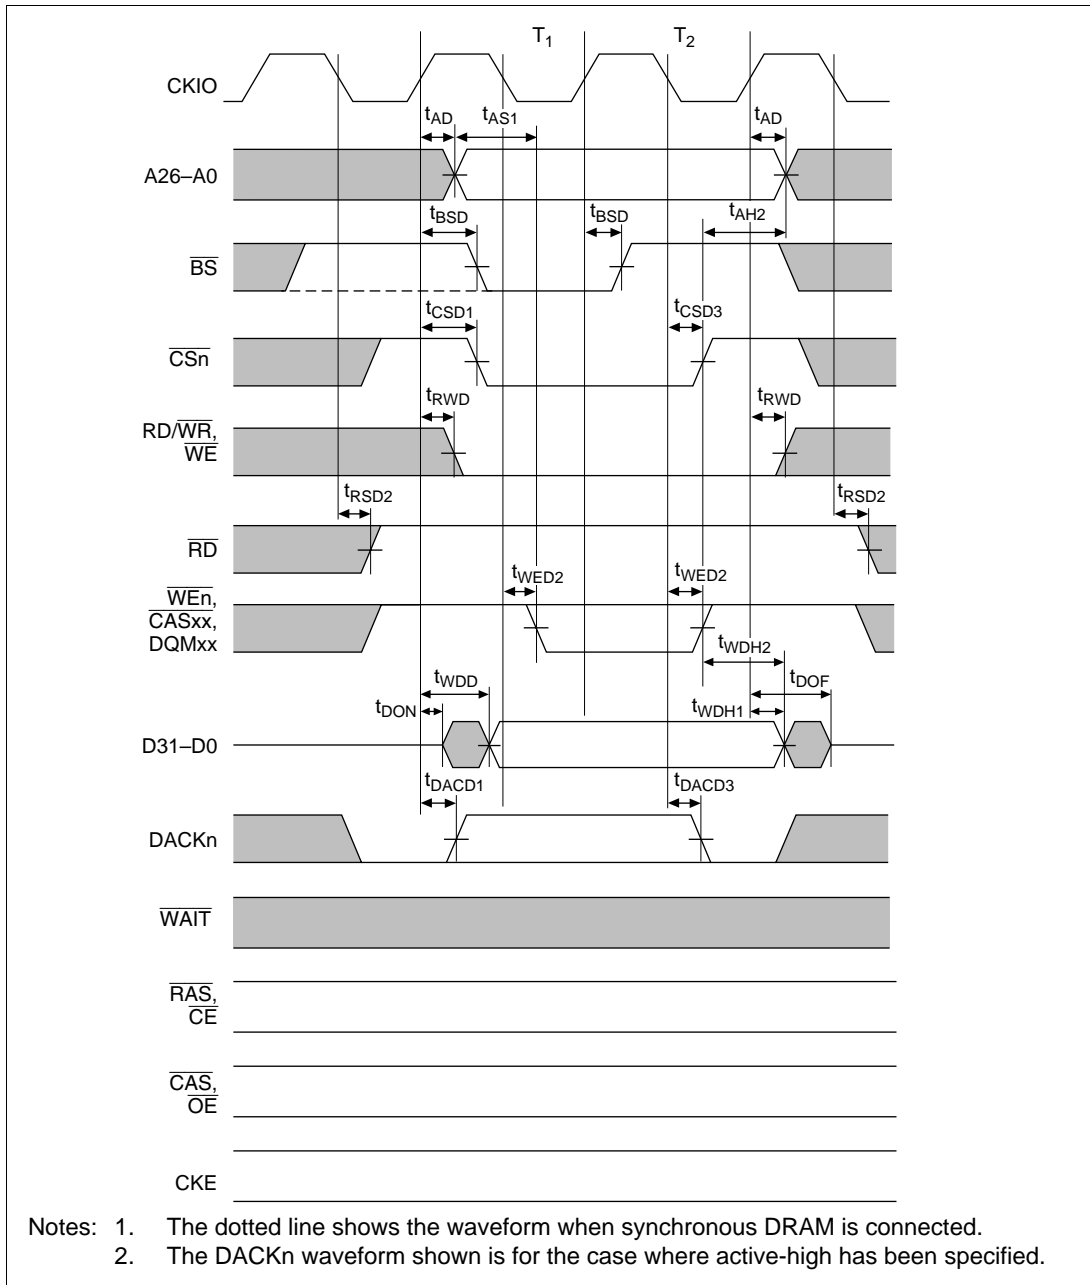 T1 T2
CKIO
tAD tAS1 tAD
A26–A0
tBSD tBSD tAH2
BS
tCSD1 tCSD3
CSn
tRWD tRWD
RD/WR,
WE
tRSD2 tRSD2
RD
tWED2 tWED2
WEn,
CASxx,
DQMxx
tWDH2
tWDD tDOF
tDON tWDH1
D31–D0
tDACD1 tDACD3
DACKn
WAIT
RAS,
CE
CAS,
OE
CKE
Notes: 1. The dotted line shows the waveform when synchronous DRAM is connected.
2. The DACKn waveform shown is for the case where active-high has been specified.